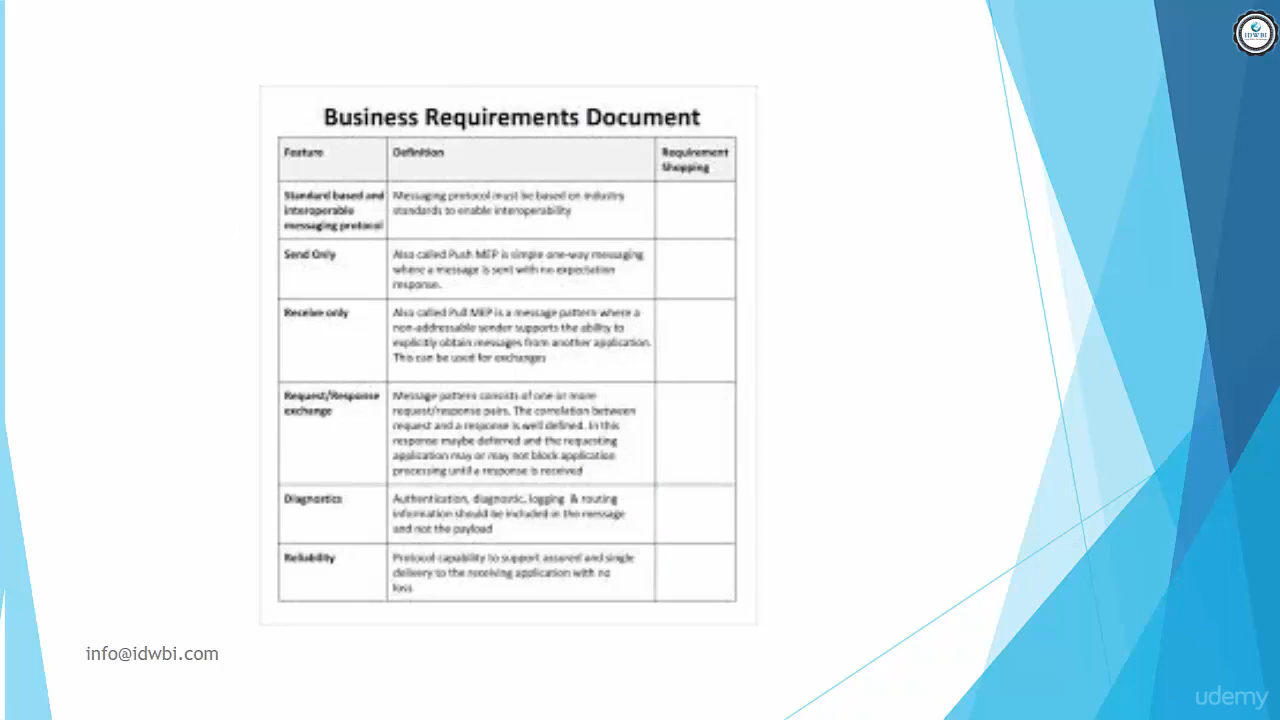 IDWBI
Business Requirements Document
Feature
Definition
Requirement
Shopping
Standard based and
interoperable
messaging protocol
Messaging protocol must be based on industry
standards to enable interoperability
Send Only
Also called Push MEP is simple one-way messaging
where a message is sent with no expectation
response.
Receive only
Also called Pull MEP is a message pattern where a
non-addressable sender supports the ability to
explicitly obtain messages from another application.
This can be used for exchanges
Request/Response
exchange
Message pattern consists of one or more
request/response pairs. The correlation between
request and a response is well defined. In this
response maybe deferred and the requesting
application may or may not block application
processing until a response is received
Diagnostics
Authentication, diagnostic, logging & routing
information should be included in the message
and not the payload
Reliability
Protocol capability to support assured and single
delivery to the receiving application with no
loss
info@idwbi.com
udemy